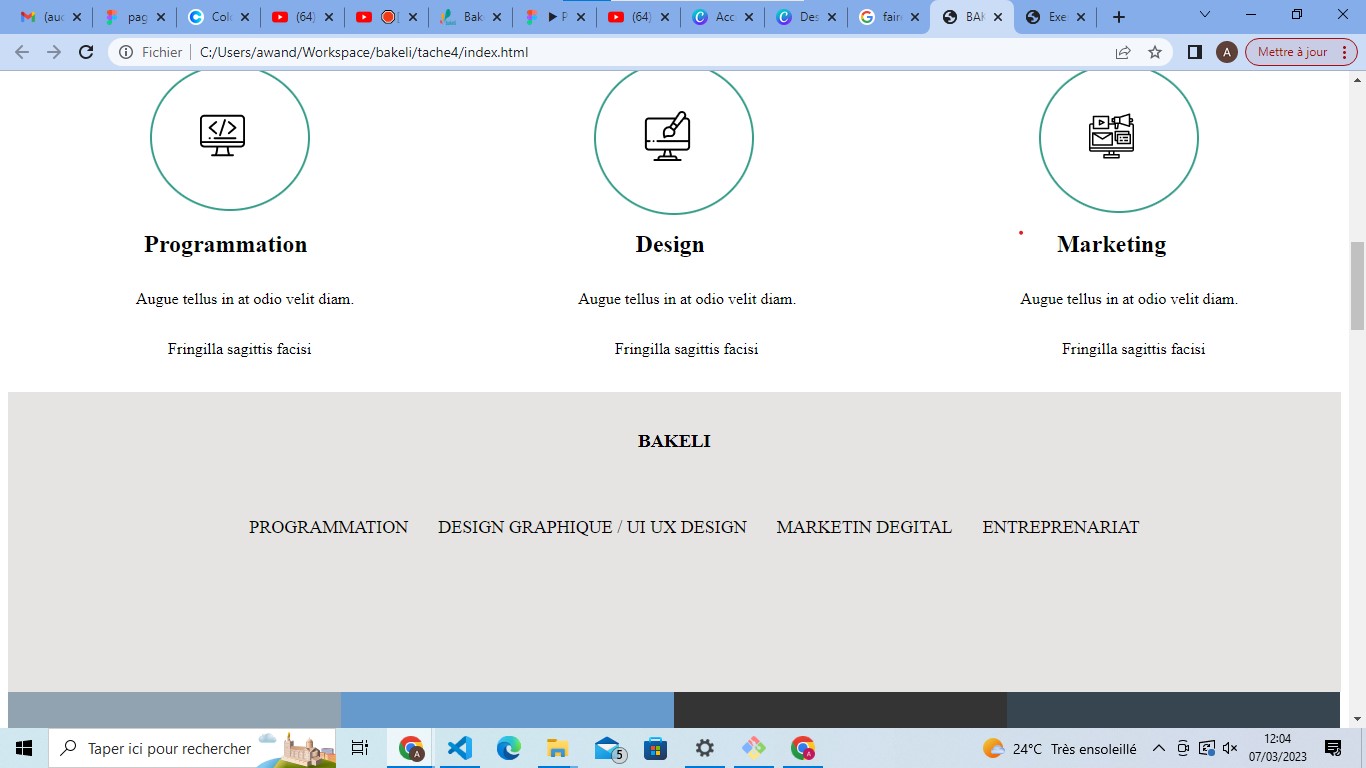 (auc
pag
Colo
(64)
Bake
P
(64)
Acc
Des
faire
BAK
Exe
Fichier
C:/Users/awand/Workspace/bakeli/tache4/index.html
A
Mettre à jour
</>
Programmation
Design
Marketing
Augue tellus in at odio velit diam.
Augue tellus in at odio velit diam.
Augue tellus in at odio velit diam.
Fringilla sagittis facisi
Fringilla sagittis facisi
Fringilla sagittis facisi
BAKELI
PROGRAMMATION DESIGN GRAPHIQUE / UI UX DESIGN MARKETIN DEGITAL ENTREPRENARIAT
Taper ici pour rechercher
5
24°C Très ensoleillé
12:04
07/03/2023